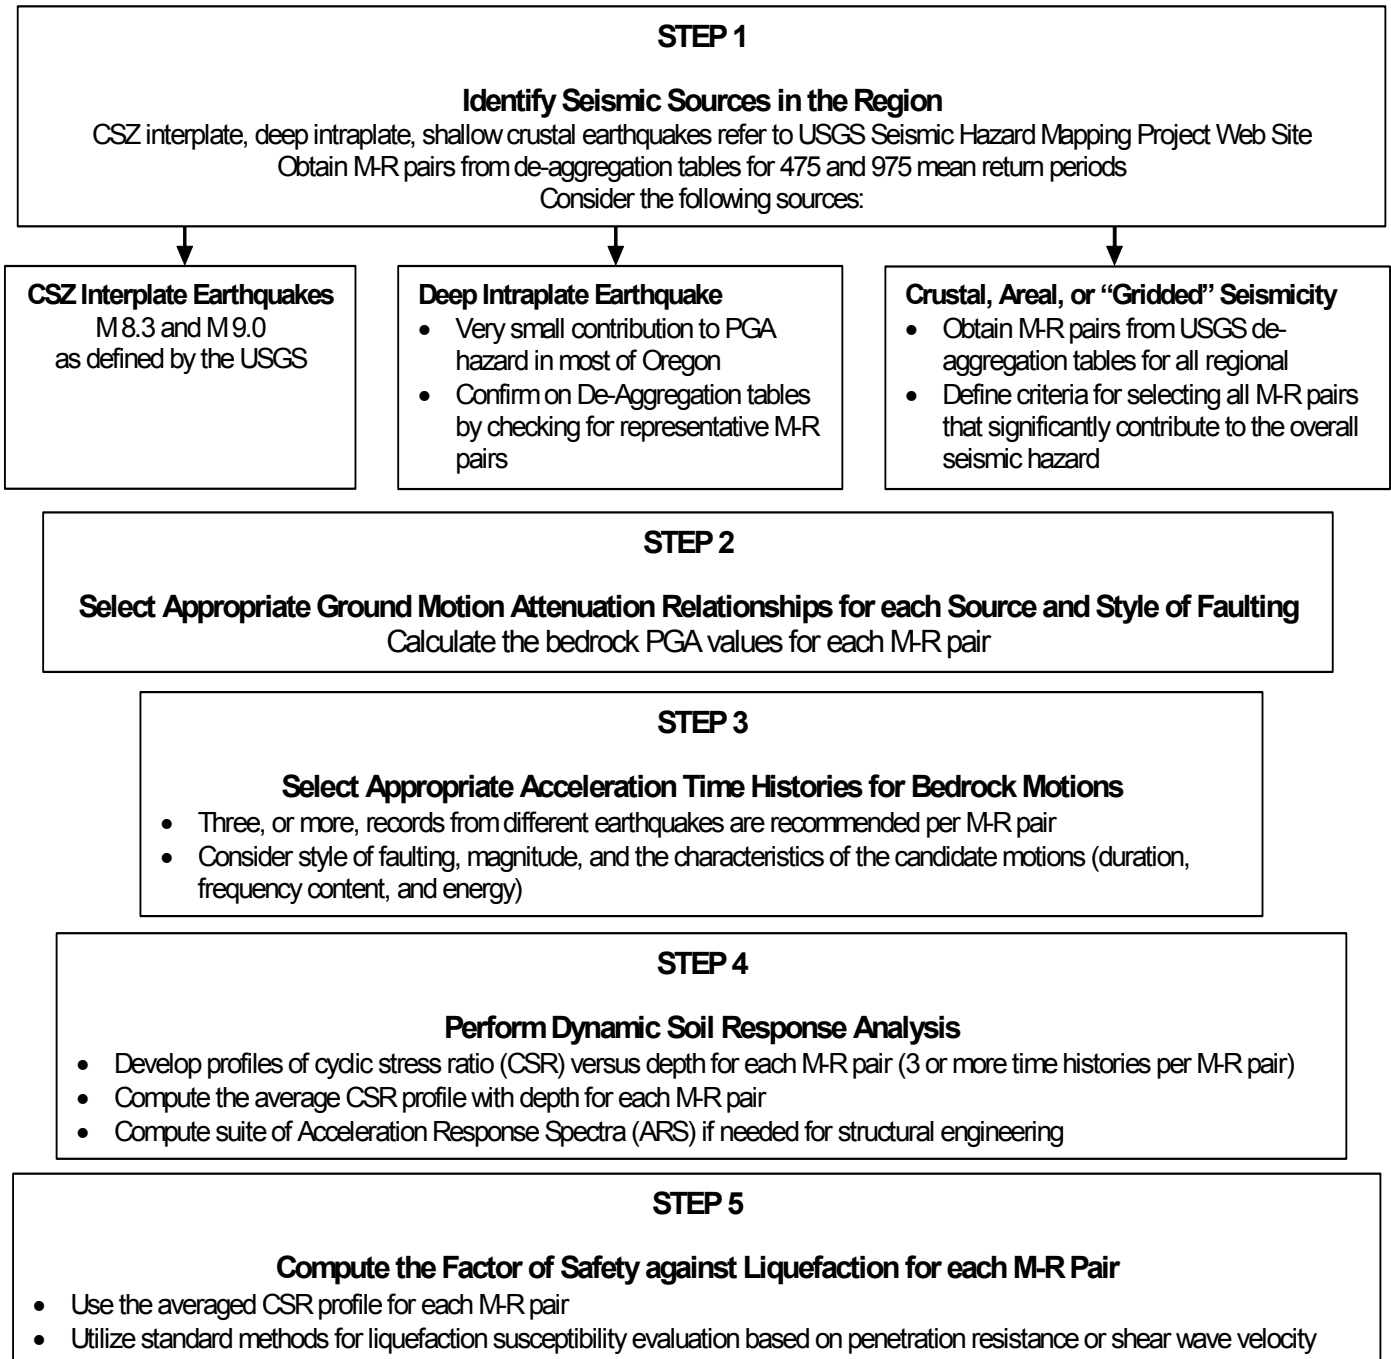 STEP 1
Identify Seismic Sources in the Region
CSZ interplate, deep intraplate, shallow crustal earthquakes refer to USGS Seismic Hazard Mapping Project Web Site
Obtain M-R pairs from de-aggregation tables for 475 and 975 mean return periods
Consider the following sources:
CSZ Interplate Earthquakes
M 8.3 and M 9.0
as defined by the USGS
Deep Intraplate Earthquake
• Very small contribution to PGA
hazard in most of Oregon
• Confirm on De-Aggregation tables
by checking for representative M-R
pairs
Crustal, Areal, or “Gridded” Seismicity
• Obtain M-R pairs from USGS de-
aggregation tables for all regional
• Define criteria for selecting all M-R pairs
that significantly contribute to the overall
seismic hazard
STEP 2
Select Appropriate Ground Motion Attenuation Relationships for each Source and Style of Faulting
Calculate the bedrock PGA values for each M-R pair
STEP 3
Select Appropriate Acceleration Time Histories for Bedrock Motions
• Three, or more, records from different earthquakes are recommended per M-R pair
• Consider style of faulting, magnitude, and the characteristics of the candidate motions (duration,
frequency content, and energy)
STEP 4
Perform Dynamic Soil Response Analysis
• Develop profiles of cyclic stress ratio (CSR) versus depth for each M-R pair (3 or more time histories per M-R pair)
• Compute the average CSR profile with depth for each M-R pair
• Compute suite of Acceleration Response Spectra (ARS) if needed for structural engineering
STEP 5
Compute the Factor of Safety against Liquefaction for each M-R Pair
• Use the averaged CSR profile for each M-R pair
• Utilize standard methods for liquefaction susceptibility evaluation based on penetration resistance or shear wave velocity